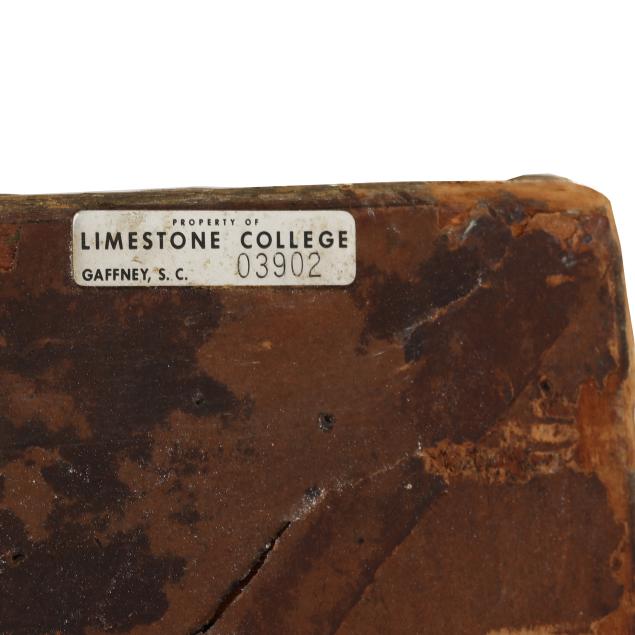 PROPERTY OF
LIMESTONE COLLEGE
GAFFNEY, S. C. 03902